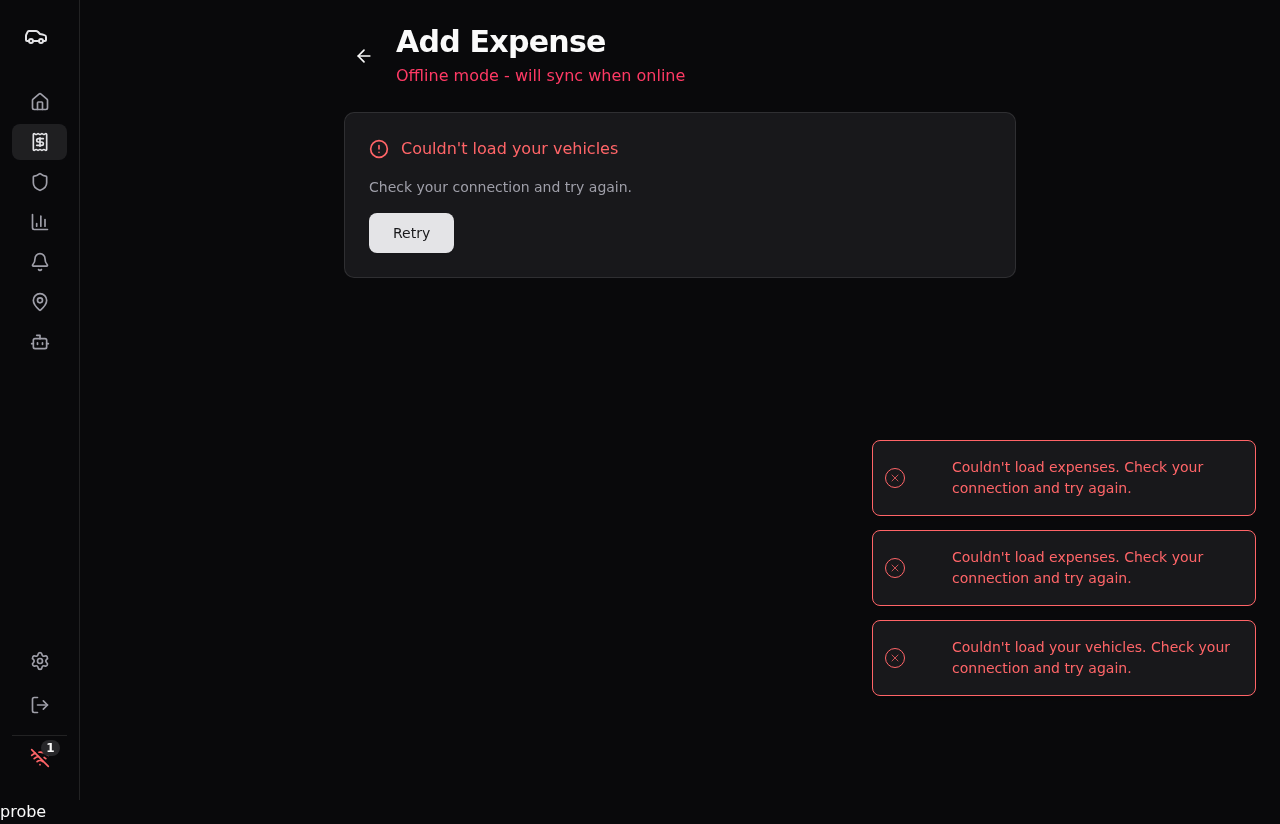 Add Expense
Offline mode - will sync when online
Couldn't load your vehicles
Check your connection and try again.
Retry
Couldn't load expenses. Check your
connection and try again.
Couldn't load expenses. Check your
connection and try again.
Couldn't load your vehicles. Check your
connection and try again.
1
probe